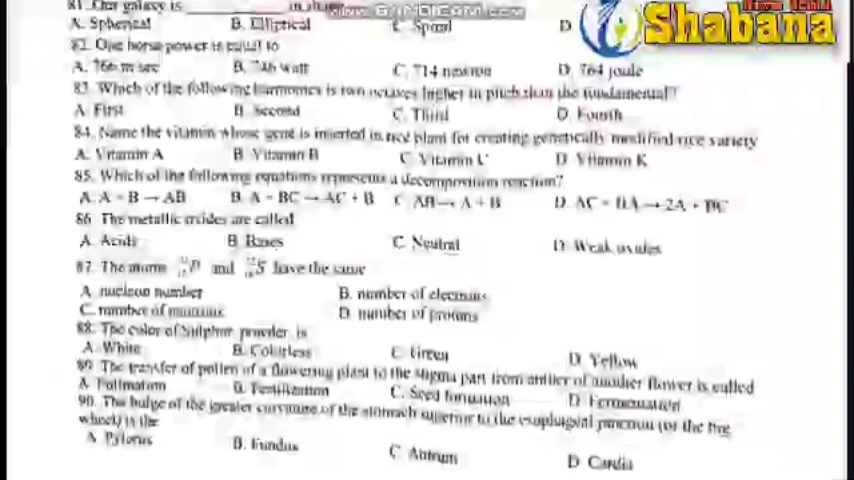 81. Our galaxy is ____________ in shape
A. Spherical B. Elliptical C. Spiral D
Shabana
82. One horse power is equal to
A. 766 m sec B. 746 watt C. 714 newton D. 764 joule
83. Which of the following harmonics is two octaves higher in pitch than the fundamental?
A. First B. Second C. Third D. Fourth
84. Name the vitamin whose gene is inserted in rice plant for creating genetically modified rice variety
A. Vitamin A B. Vitamin B C. Vitamin C D. Vitamin K
85. Which of the following equations represents a decomposition reaction?
A. A + B → AB B. A + BC → AC + B C. AB → A + B D. AC + BA → 2A + BC
86. The metallic oxides are called
A. Acids B. Bases C. Neutral D. Weak oxides
87. The atoms P and S have the same
A. nucleon number B. number of electrons
C. number of neutrons D. number of protons
88. The color of Sulphur powder is
A. White B. Colorless C. Green D. Yellow
89. The transfer of pollen of a flowering plant to the stigma part from anther of another flower is called
A. Pollination B. Fertilization C. Seed formation D. Fermentation
90. The bulge of the greater curvature of the stomach superior to the esophageal junction (of the big
wheel) is the
A. Pylorus B. Fundus C. Antrum D. Cardia